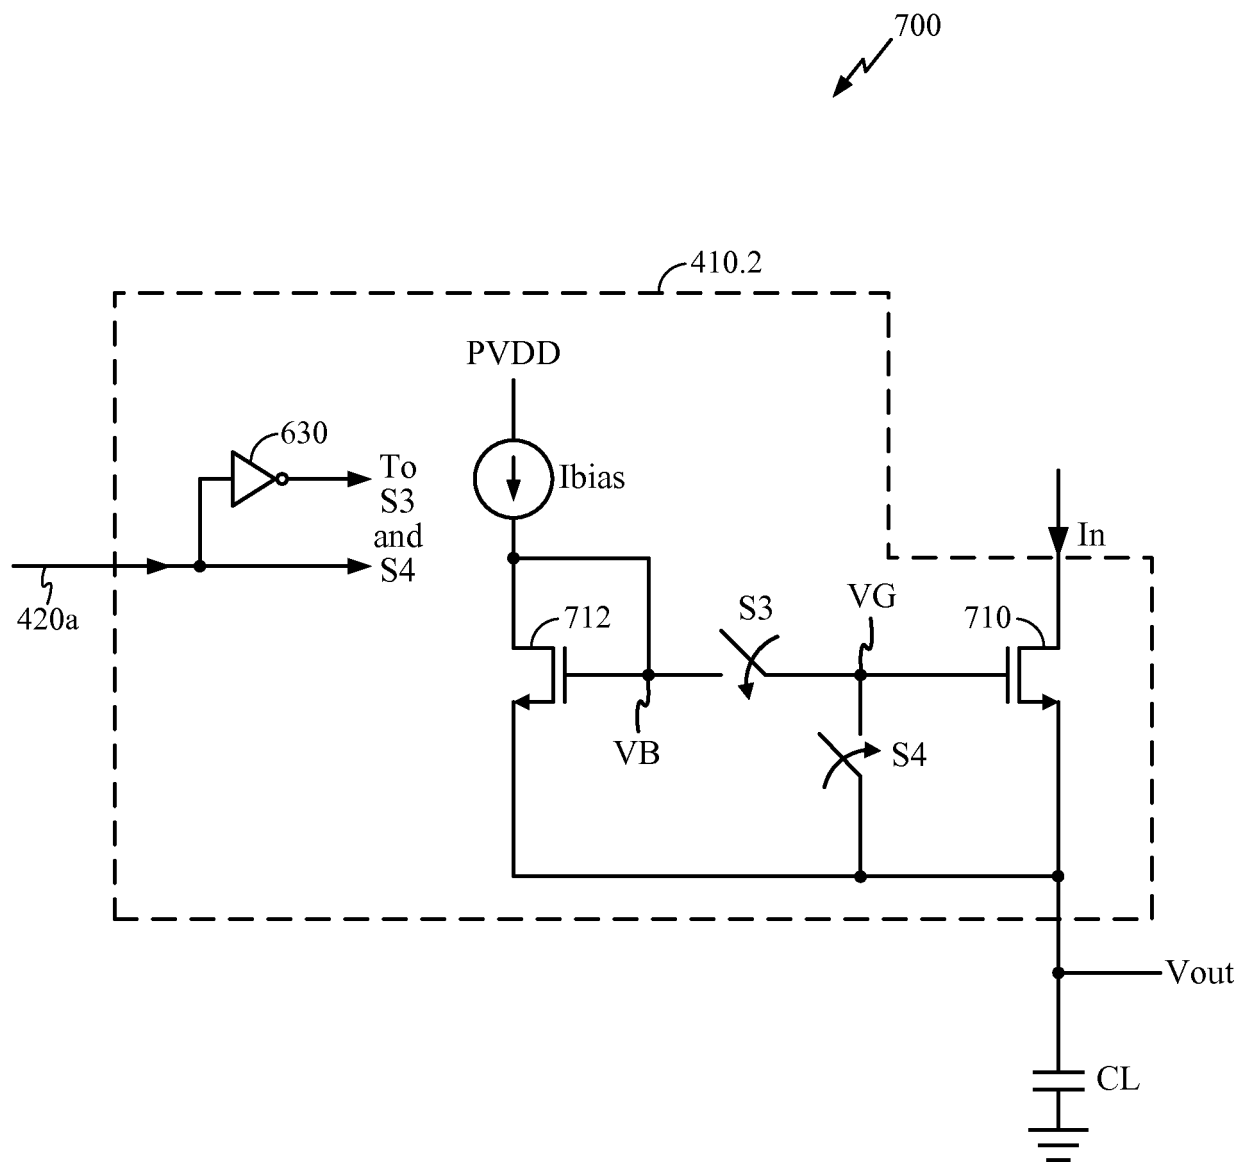 700
410.2
PVDD
630
To
S3
and
S4
Ibias
In
420a
712
S3
VG
710
VB
S4
Vout
CL